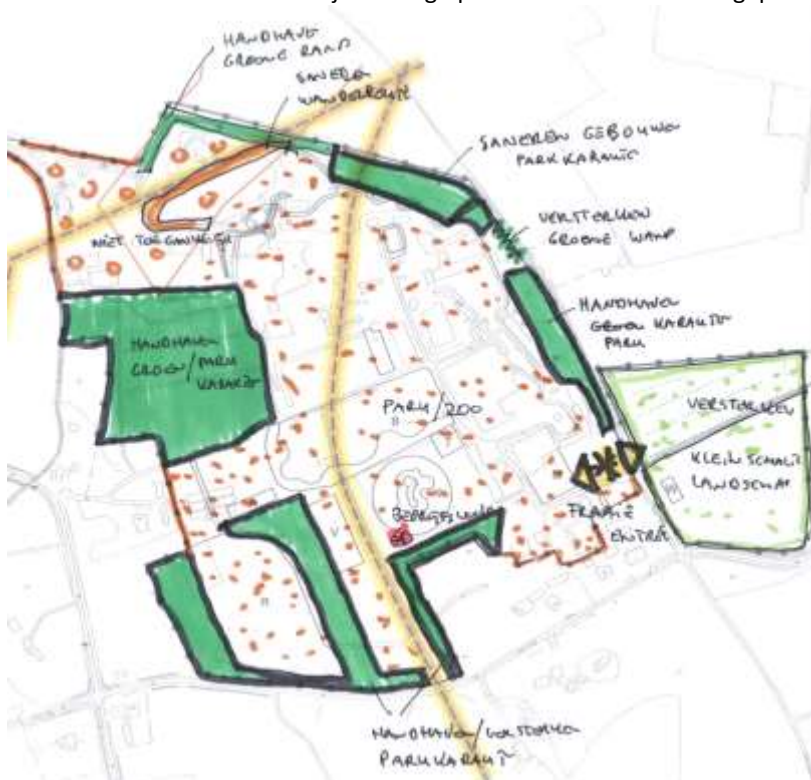 HANDHAVEN
GROENE RAND
SANEREN
WANDELROUTE
SANEREN GEBOUWEN
PARKKARAKTER
VERSTERKEN
GROENE WAND
NIET TOEGANKELIJK
HANDHAVEN
GROEN KARAKTER
PARK
HANDHAVEN
GROEN/PARK
KARAKTER
PARK/ZOO
VERSTERKEN
KLEINSCHALIG
LANDSCHAP
FRAAIE
ENTREE
HANDHAVEN/VERSTERKEN
PARKKARAKTER